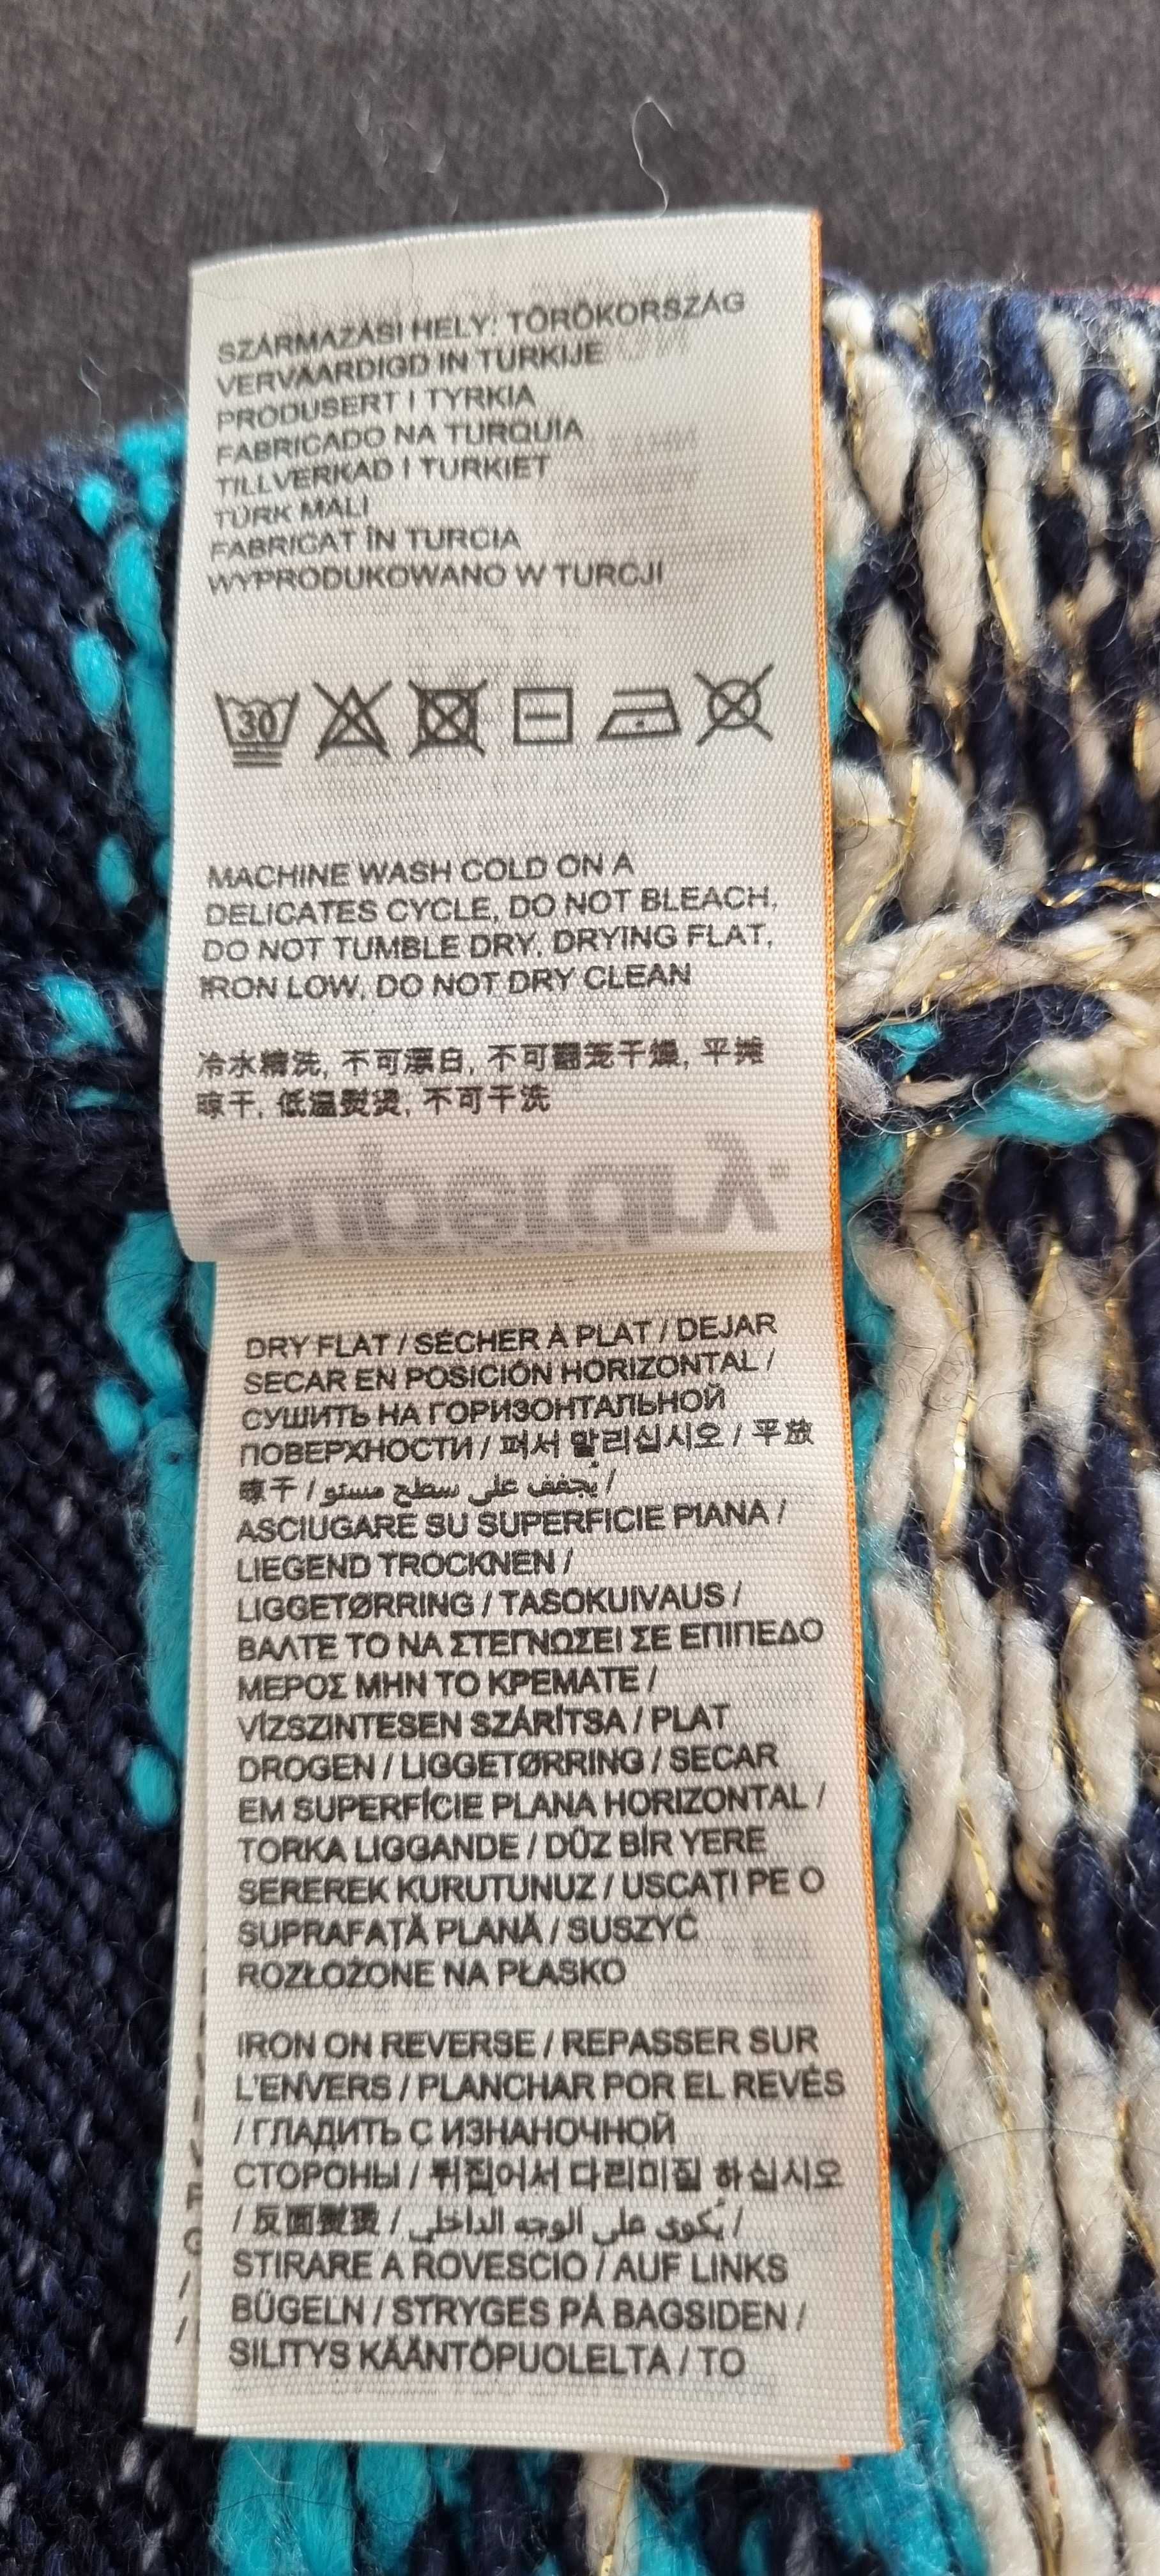 SZÁRMAZÁSI HELY: TÖRÖKORSZÁG
VERVAARDIGD IN TURKIJE
PRODUSERT I TYRKIA
FABRICADO NA TURQUIA
TILLVERKAD I TURKIET
TÜRK MALI
FABRICAT ÎN TURCIA
WYPRODUKOWANO W TURCJI
30
MACHINE WASH COLD ON A
DELICATES CYCLE, DO NOT BLEACH,
DO NOT TUMBLE DRY, DRYING FLAT,
IRON LOW, DO NOT DRY CLEAN
冷水精洗, 不可漂白, 不可翻笼干燥, 平摊
晾干, 低温熨烫, 不可干洗
DRY FLAT / SÉCHER À PLAT / DEJAR
SECAR EN POSICIÓN HORIZONTAL /
СУШИТЬ НА ГОРИЗОНТАЛЬНОЙ
ПОВЕРХНОСТИ / 펴서 말리십시오 / 平放
晾干 / يُجفف على سطح مستو /
ASCIUGARE SU SUPERFICIE PIANA /
LIEGEND TROCKNEN /
LIGGETØRRING / TASOKUIVAUS /
ΒΑΛΤΕ ΤΟ ΝΑ ΣΤΕΓΝΩΣΕΙ ΣΕ ΕΠΙΠΕΔΟ
ΜΕΡΟΣ ΜΗΝ ΤΟ ΚΡΕΜΑΤΕ /
VÍZSZINTESEN SZÁRÍTSA / PLAT
DROGEN / LIGGETØRRING / SECAR
EM SUPERFÍCIE PLANA HORIZONTAL /
TORKA LIGGANDE / DÜZ BİR YERE
SEREREK KURUTUNUZ / USCAȚI PE O
SUPRAFAȚĂ PLANĂ / SUSZYĆ
ROZŁOŻONE NA PŁASKO
IRON ON REVERSE / REPASSER SUR
L'ENVERS / PLANCHAR POR EL REVÉS
/ ГЛАДИТЬ С ИЗНАНОЧНОЙ
СТОРОНЫ / 뒤집어서 다리미질 하십시오
/ 反面熨烫 / يُكوى على الوجه الداخلي /
STIRARE A ROVESCIO / AUF LINKS
BÜGELN / STRYGES PÅ BAGSIDEN /
SILITYS KÄÄNTÖPUOLELTA / ΤΟ